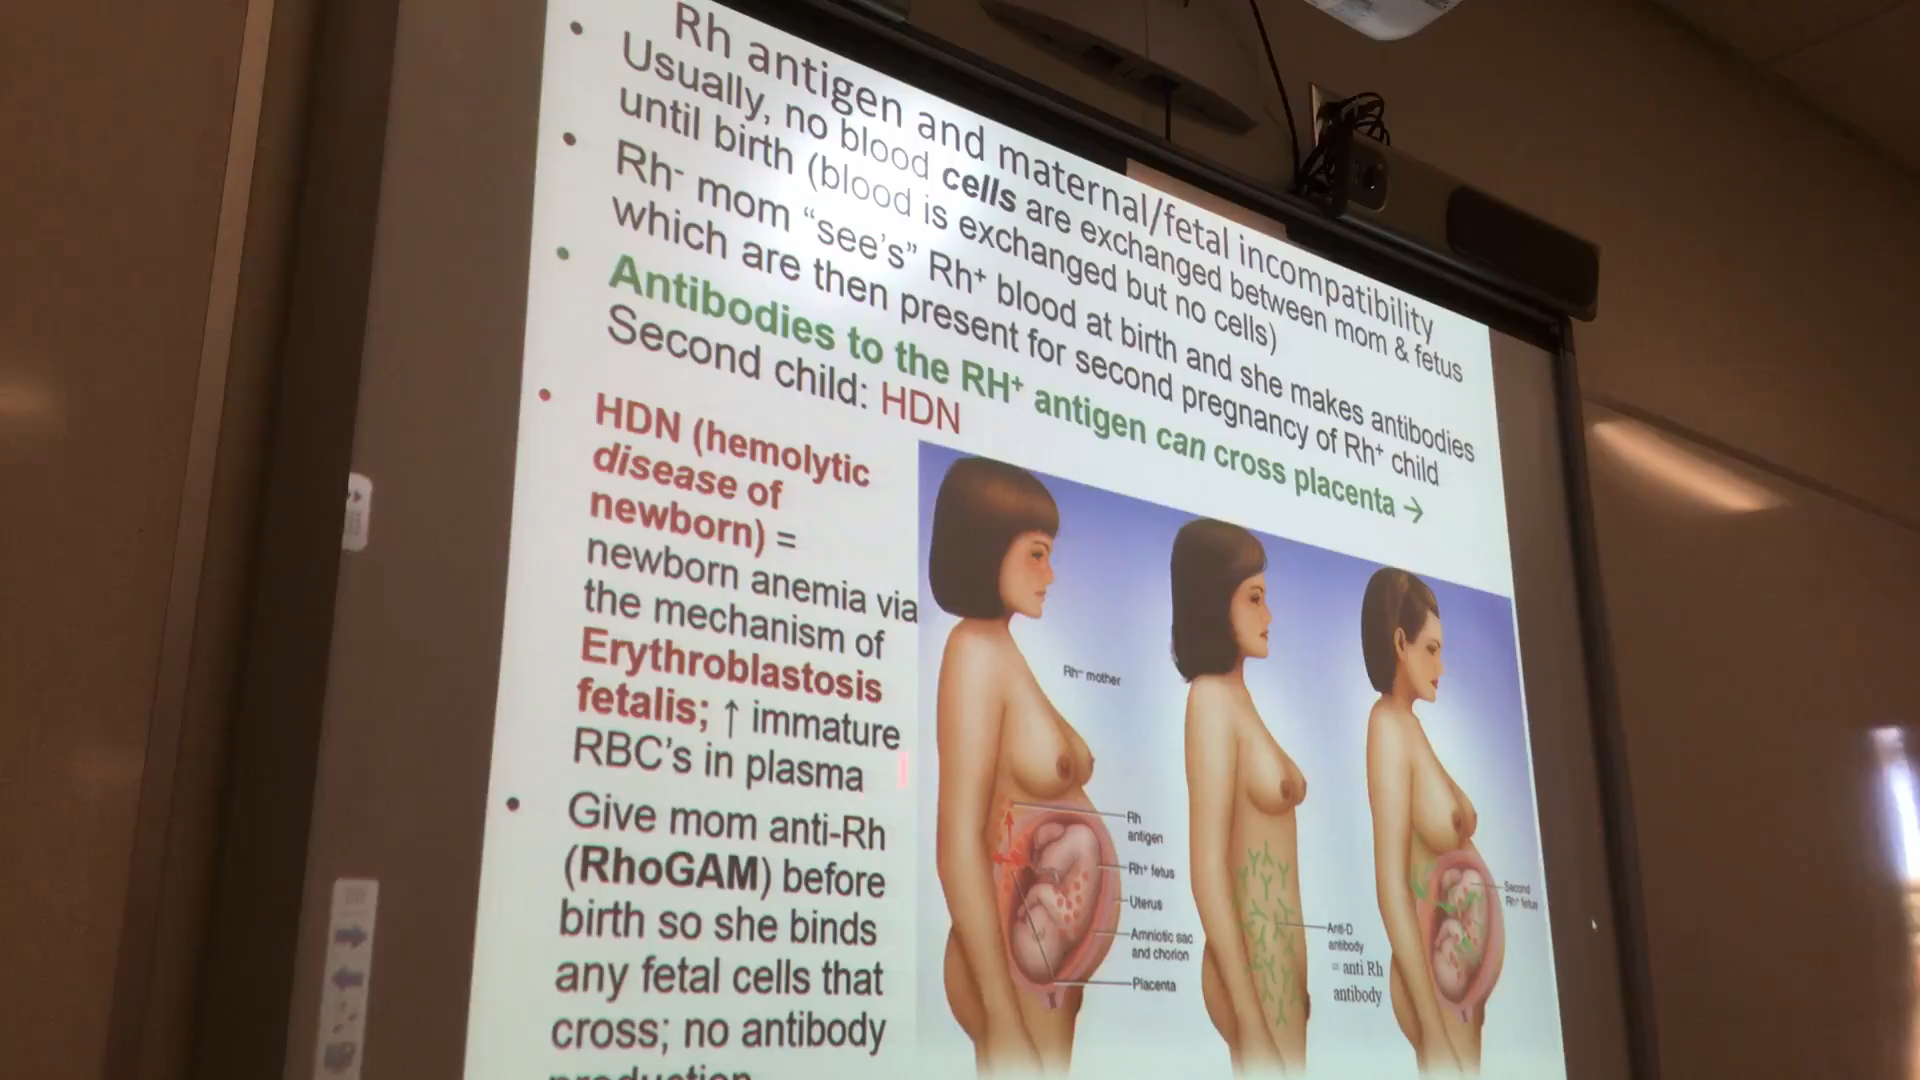 Rh antigen and maternal/fetal incompatibility
• Usually, no blood cells are exchanged between mom & fetus
until birth (blood is exchanged but no cells)
• Rh- mom “see’s” Rh+ blood at birth and she makes antibodies
which are then present for second pregnancy of Rh+ child
• Antibodies to the RH+ antigen can cross placenta →
Second child: HDN
• HDN (hemolytic
disease of
newborn) =
newborn anemia via
the mechanism of
Erythroblastosis
fetalis; ↑ immature
RBC’s in plasma
• Give mom anti-Rh
(RhoGAM) before
birth so she binds
any fetal cells that
cross; no antibody
production
Rh- mother
Rh
antigen
Rh+ fetus
Uterus
Amniotic sac
and chorion
Placenta
Anti-D
antibody
= anti Rh
antibody
Second
Rh+ fetus